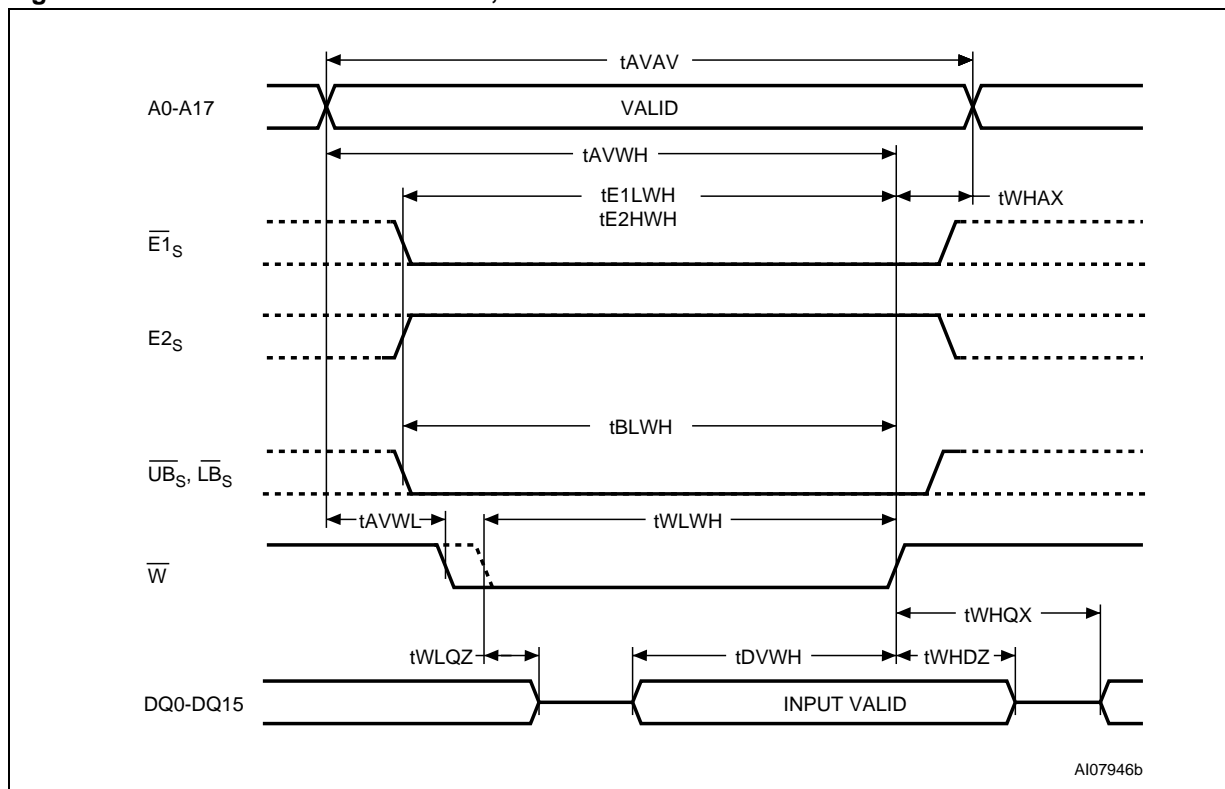 tAVAV
A0-A17
VALID
tAVWH
tE1LWH
tE2HWH
tWHAX
E1S
E2S
tBLWH
UBS, LBS
tAVWL
tWLWH
W
tWHQX
tWLQZ
tDVWH
tWHDZ
DQ0-DQ15
INPUT VALID
AI07946b